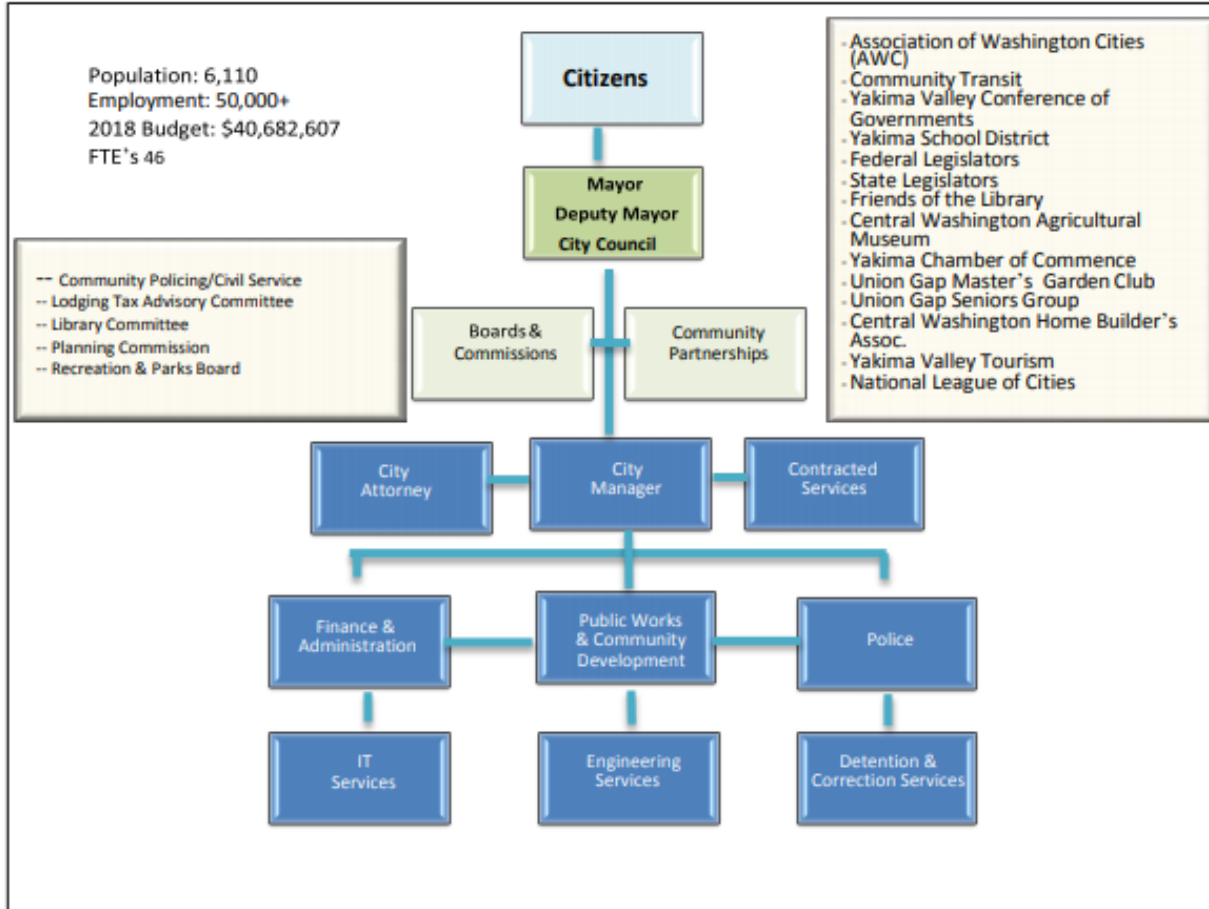 Population: 6,110
Employment: 50,000+
2018 Budget: $40,682,607
FTE's 46
Citizens
Mayor
Deputy Mayor
City Council
-Association of Washington Cities
(AWC)
-Community Transit
-Yakima Valley Conference of
Governments
-Yakima School District
-Federal Legislators
-State Legislators
-Friends of the Library
-Central Washington Agricultural
Museum
-Yakima Chamber of Commence
-Union Gap Master's Garden Club
-Union Gap Seniors Group
-Central Washington Home Builder's
Assoc.
-Yakima Valley Tourism
-National League of Cities
-- Community Policing/Civil Service
-- Lodging Tax Advisory Committee
-- Library Committee
-- Planning Commission
-- Recreation & Parks Board
Boards &
Commissions
Community
Partnerships
City
Attorney
City
Manager
Contracted
Services
Finance &
Administration
Public Works
& Community
Development
Police
IT
Services
Engineering
Services
Detention &
Correction Services